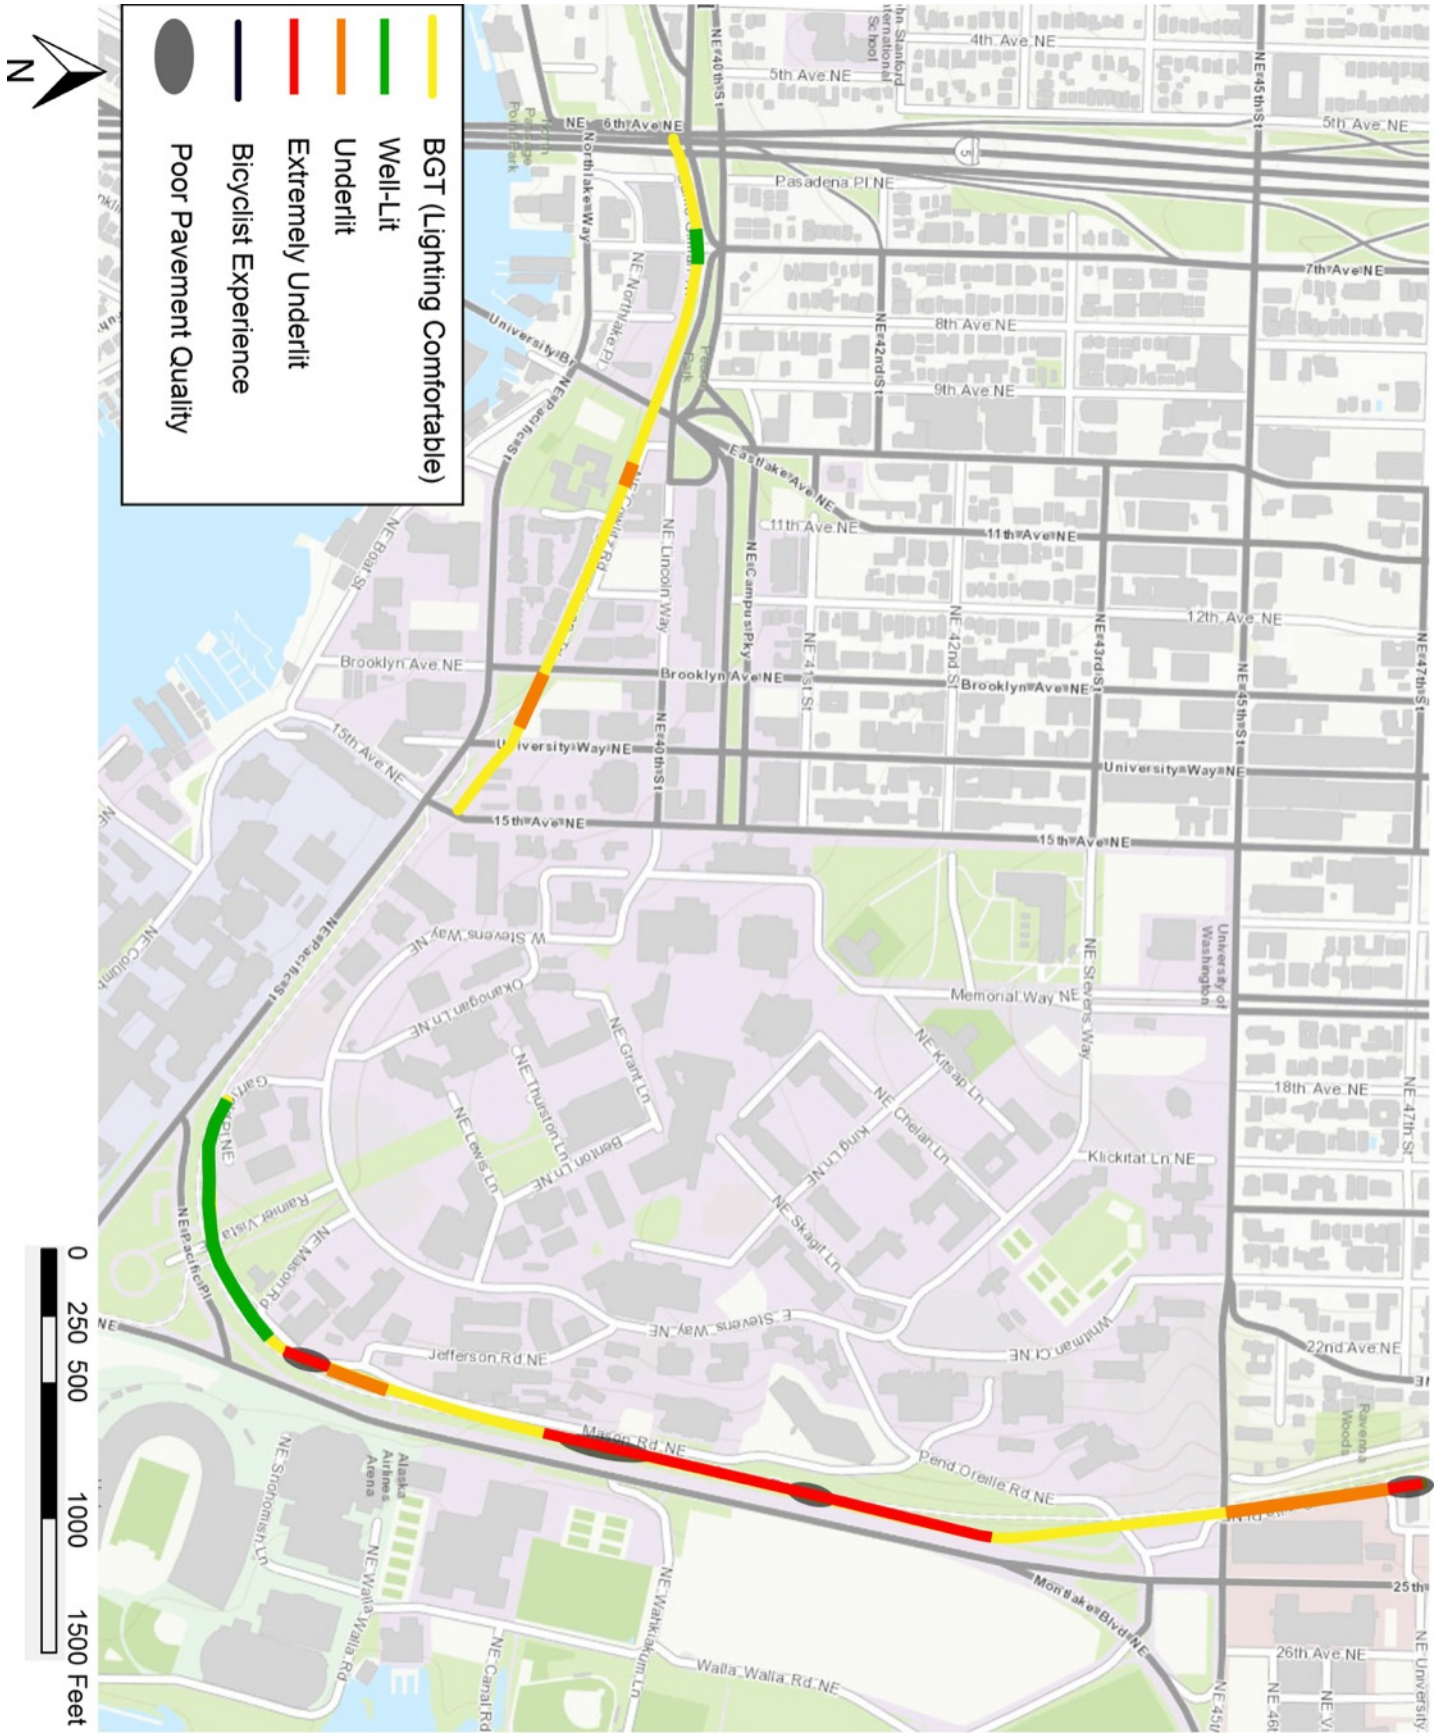 BGT (Lighting Comfortable)
Well-Lit
Underlit
Extremely Underlit
Bicyclist Experience
Poor Pavement Quality
N
0
250
500
1000
1500 Feet
4th Ave NE
5th Ave NE
5th Ave NE
NE 40th St
NE 45th St
6th Ave NE
NE Northlake Way
5
Pasadena Pl NE
7th Ave NE
NE Northlake Pl
8th Ave NE
NE 42nd St
9th Ave NE
University Br
NE Pacific St
Eastlake Ave NE
11th Ave NE
11th Ave NE
NE Lincoln Way
NE Campus Pky
12th Ave NE
NE 41st St
NE 42nd St
NE 43rd St
NE 45th St
NE 47th St
NE Boat St
Brooklyn Ave NE
Brooklyn Ave NE
Brooklyn Ave NE
NE 40th St
15th Ave NE
University Way NE
University Way NE
15th Ave NE
15th Ave NE
University of
Washington
NE Pacific St
W Stevens Way NE
Okanogan Ln NE
NE Stevens Way
Memorial Way NE
NE Grant Ln
NE Thurston Ln
NE Lewis Ln
Benton Ln NE
NE Kitsap Ln
NE Chelan Ln
King Ln NE
NE Skagit Ln
Klickitat Ln NE
18th Ave NE
NE 47th St
Rainier Vista
NE Mason Rd
NE Pacific Pl
Jefferson Rd NE
E Stevens Way NE
Whitman Ct NE
22nd Ave NE
Ravenna
Woods
Mason Rd NE
Pend Oreille Rd NE
Alaska
Airlines
Arena
NE Snohomish Ln
NE Walla Walla Rd
NE Canal Rd
NE Wahkiakum Ln
Walla Walla Rd NE
Montlake Blvd NE
25th
26th Ave NE
NE University